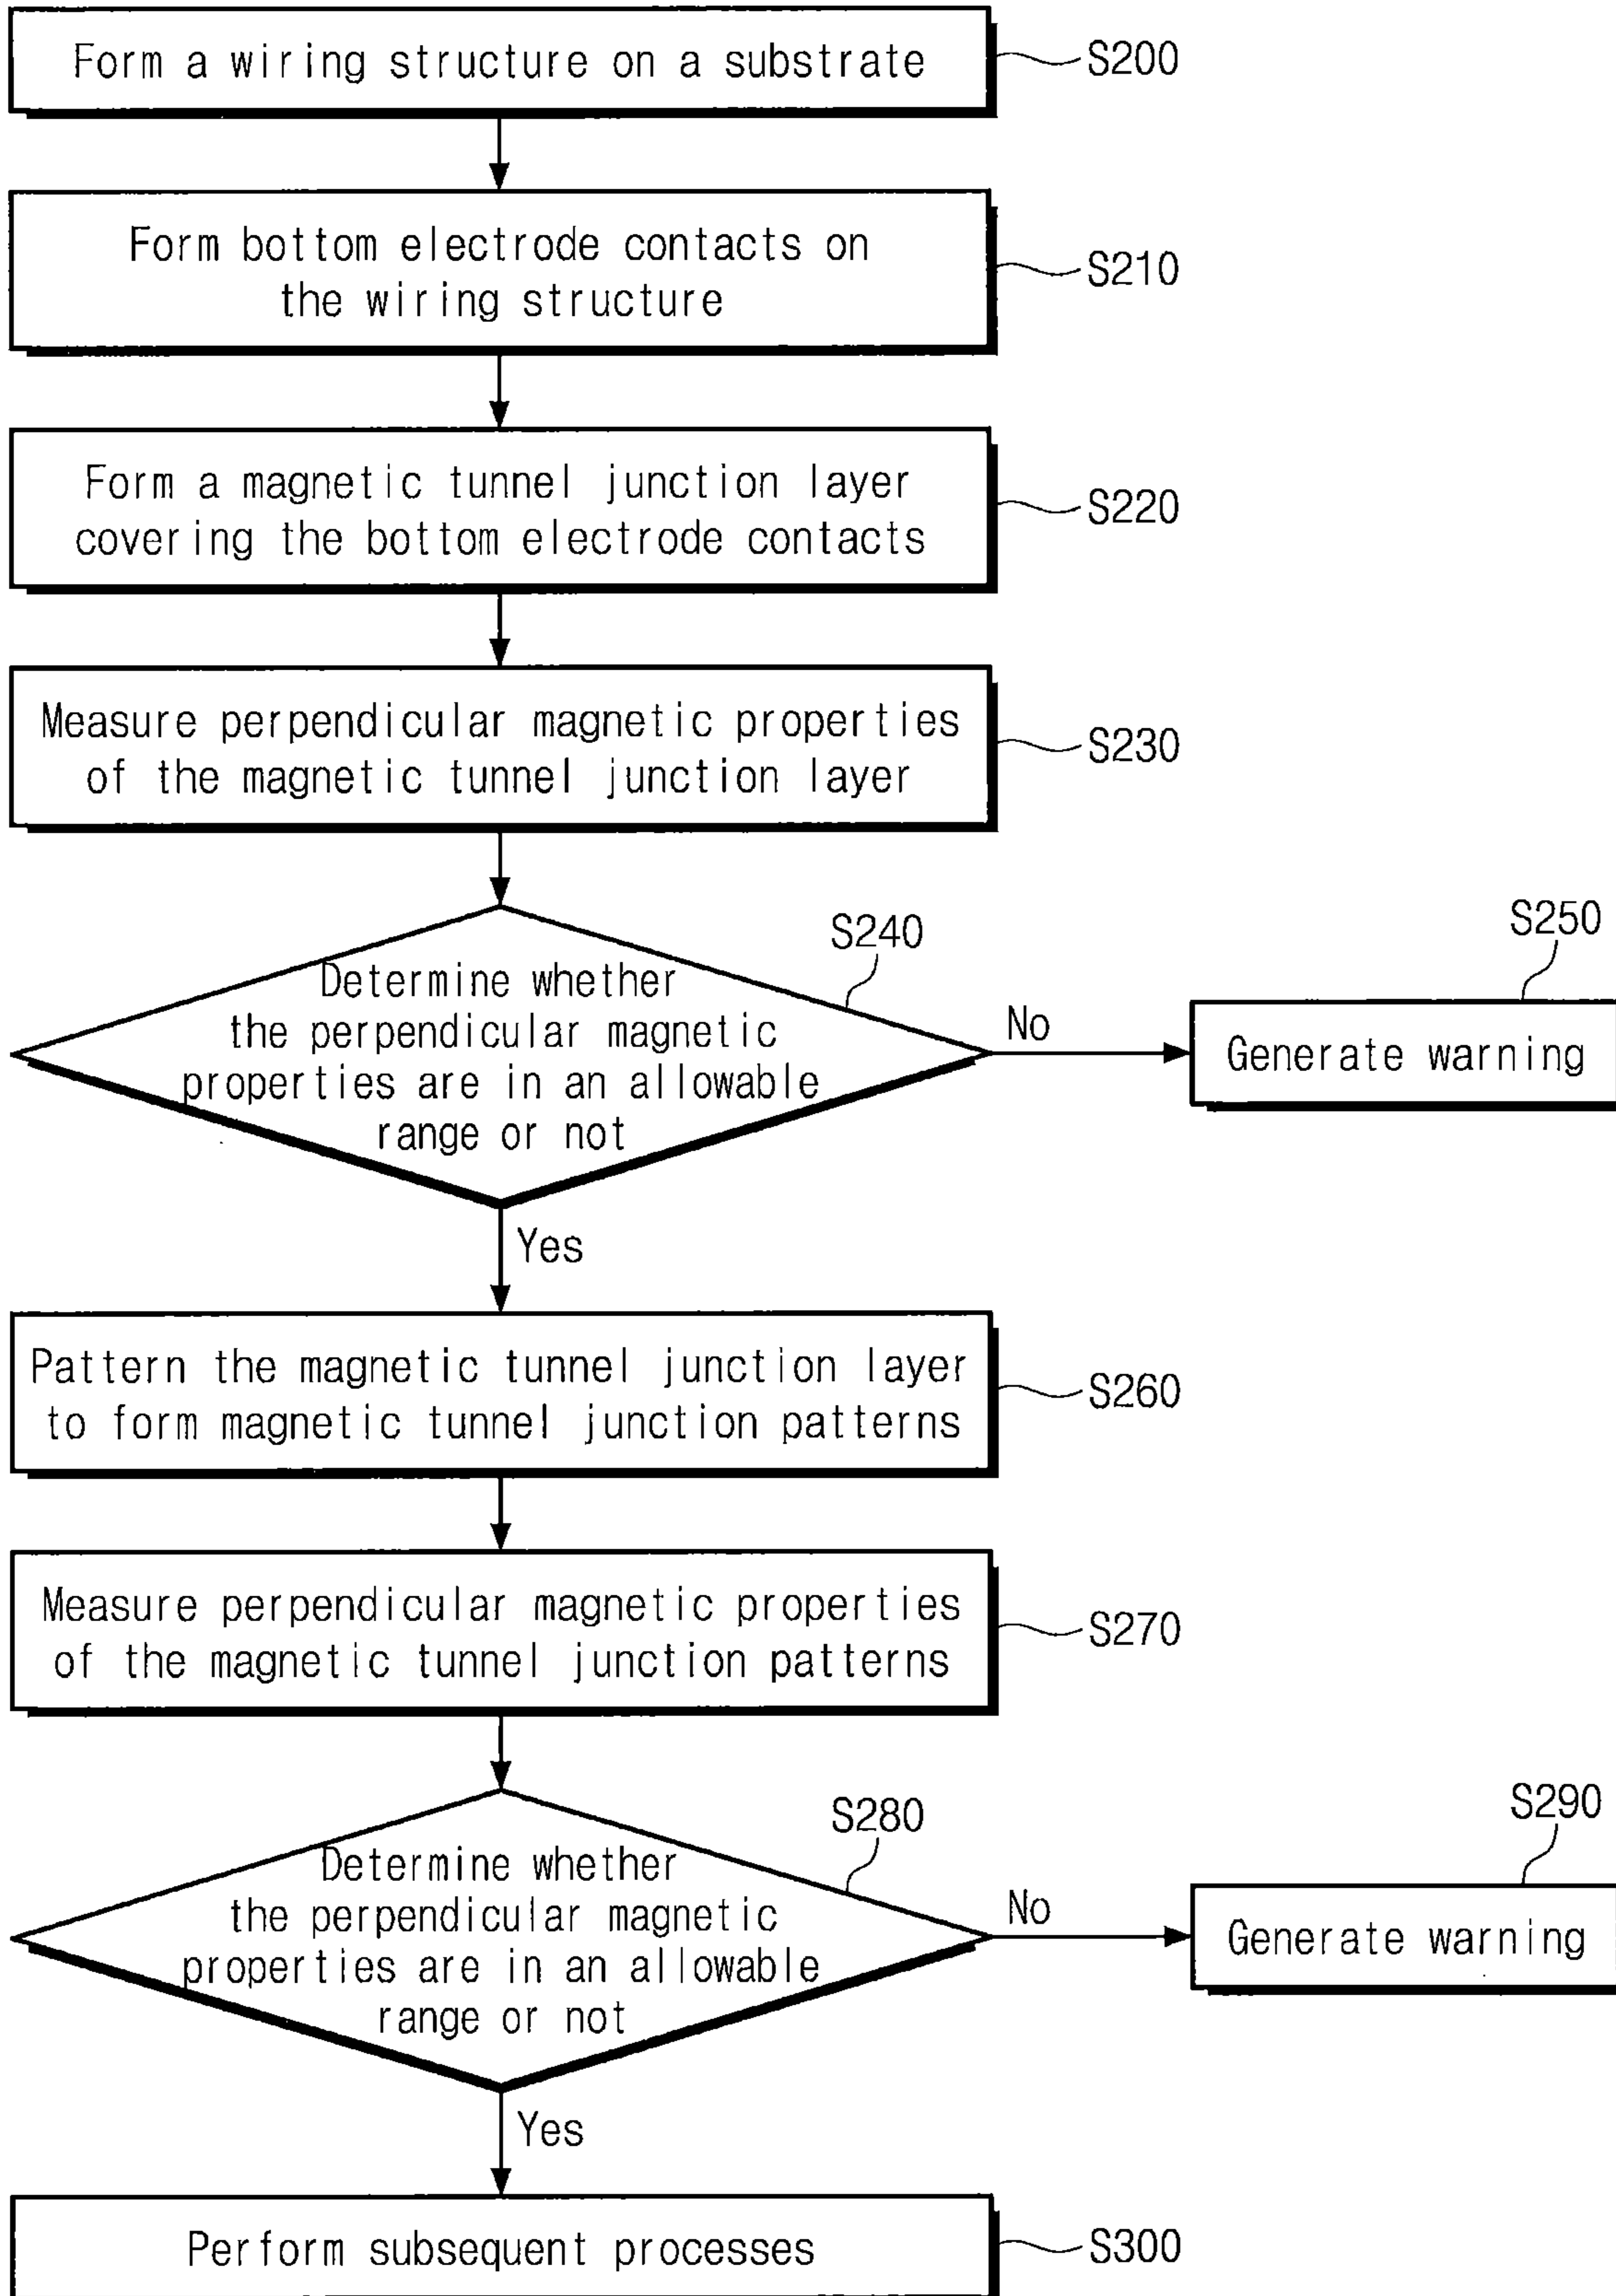 Form a wiring structure on a substrate
S200
Form bottom electrode contacts on
the wiring structure
S210
Form a magnetic tunnel junction layer
covering the bottom electrode contacts
S220
Measure perpendicular magnetic properties
of the magnetic tunnel junction layer
S230
S240
Determine whether
the perpendicular magnetic
properties are in an allowable
range or not
No
S250
Generate warning
Yes
Pattern the magnetic tunnel junction layer
to form magnetic tunnel junction patterns
S260
Measure perpendicular magnetic properties
of the magnetic tunnel junction patterns
S270
S280
Determine whether
the perpendicular magnetic
properties are in an allowable
range or not
No
S290
Generate warning
Yes
Perform subsequent processes
S300